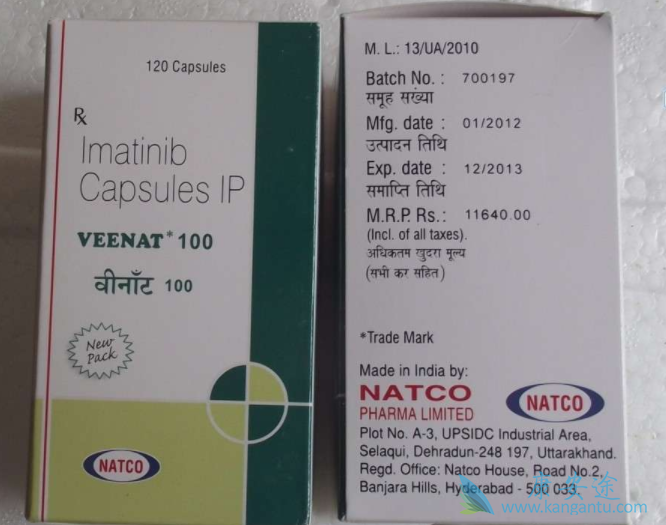 120 Capsules
Rx
Imatinib
Capsules IP
VEENAT* 100
वीनाँट 100
New
Pack
NATCO
M. L.: 13/UA/2010
Batch No. : 700197
समूह सख्या
Mfg. date : 01/2012
उत्पादन तिथि
Exp. date : 12/2013
समाप्ति तिथि
M.R.P. Rs.: 11640.00
(Incl. of all taxes).
अधिकतम खुदरा मूल्य
(सभी कर सहित)
*Trade Mark
Made in India by:
NATCO
PHARMA LIMITED
NATCO
Plot No. A-3, UPSIDC Industrial Area,
Selaqui, Dehradun-248 197, Uttarakhand.
Regd. Office: Natco House, Road No.2,
Banjara Hills, Hyderabad - 500 033.
康安途
www.kangantu.com